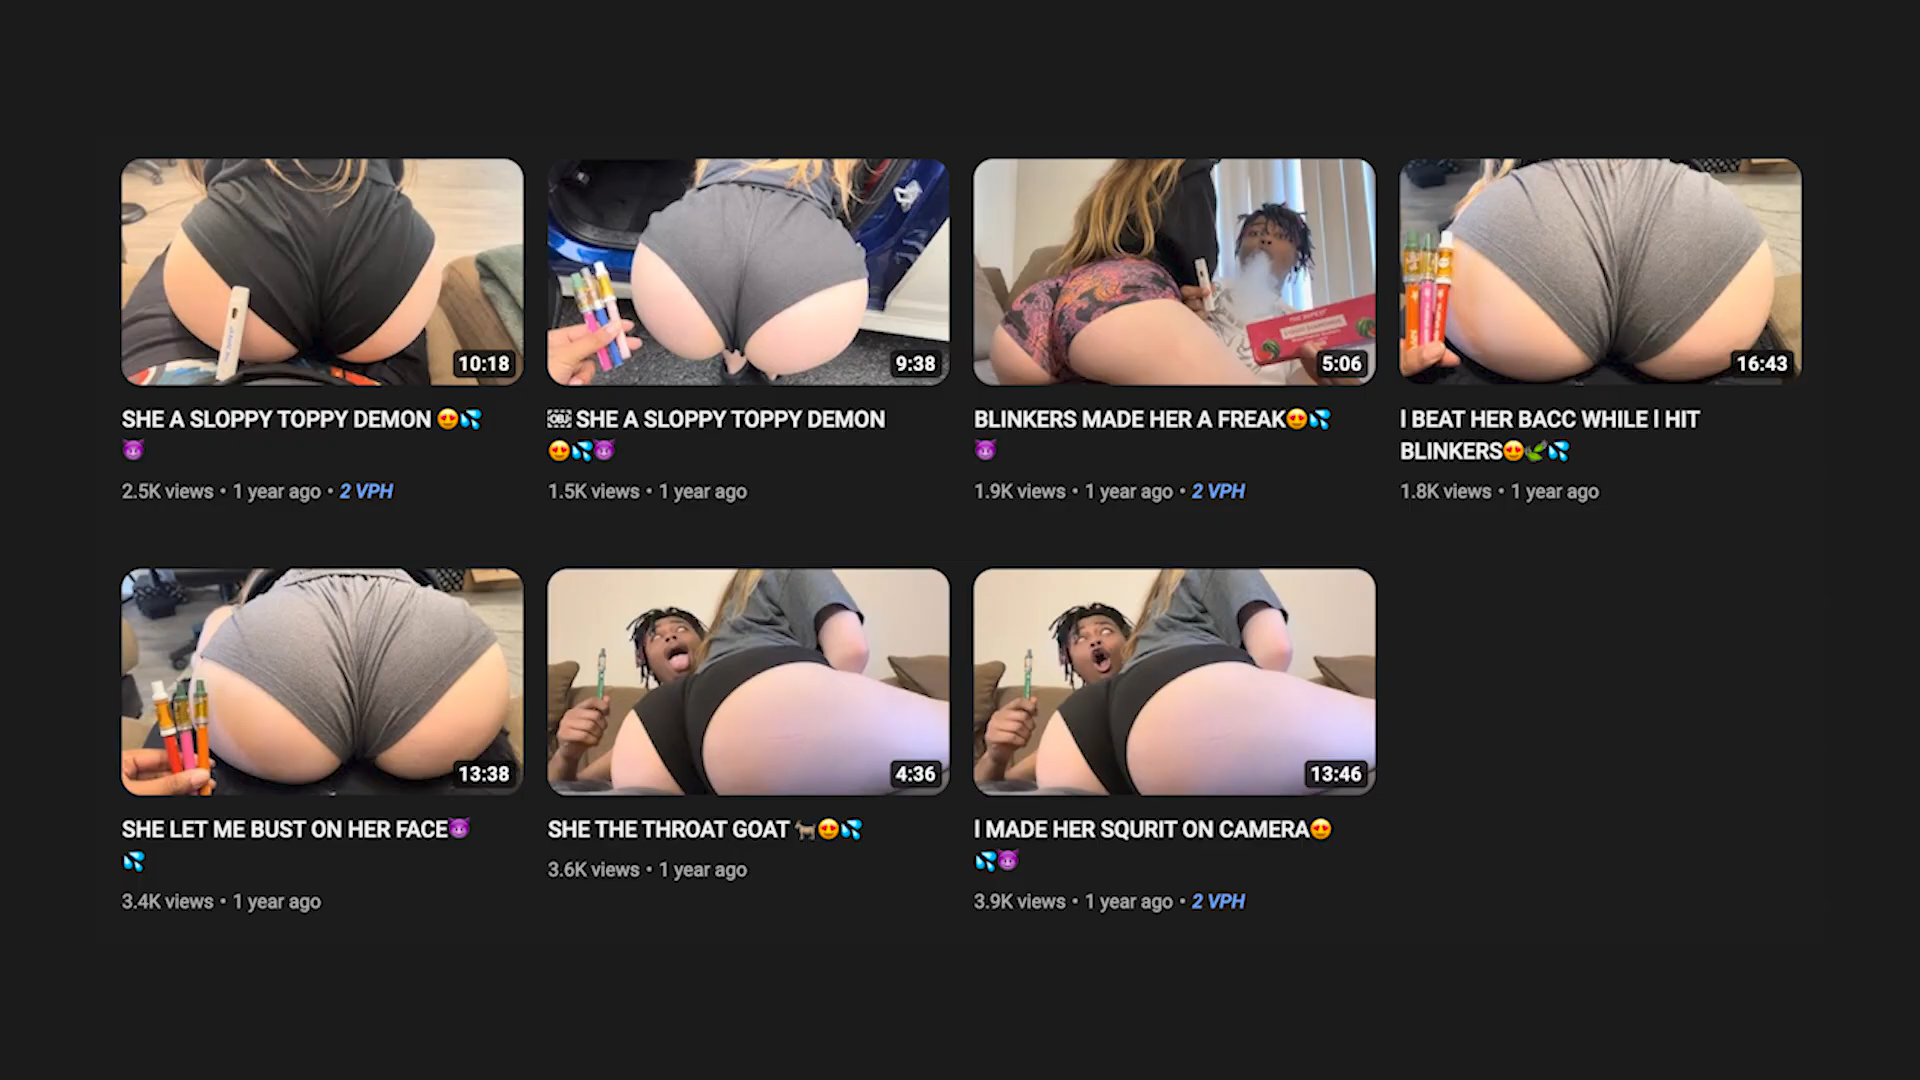 10:18
9:38
5:06
16:43
SHE A SLOPPY TOPPY DEMON 😍💦
😈
2.5K views • 1 year ago • 2 VPH
OBJ SHE A SLOPPY TOPPY DEMON
😍💦😈
1.5K views • 1 year ago
BLINKERS MADE HER A FREAK😍💦
😈
1.9K views • 1 year ago • 2 VPH
I BEAT HER BACC WHILE I HIT
BLINKERS😍🌿💦
1.8K views • 1 year ago
13:38
4:36
13:46
SHE LET ME BUST ON HER FACE😈
💦
3.4K views • 1 year ago
SHE THE THROAT GOAT 🐐😍💦
3.6K views • 1 year ago
I MADE HER SQURIT ON CAMERA😍
💦😈
3.9K views • 1 year ago • 2 VPH